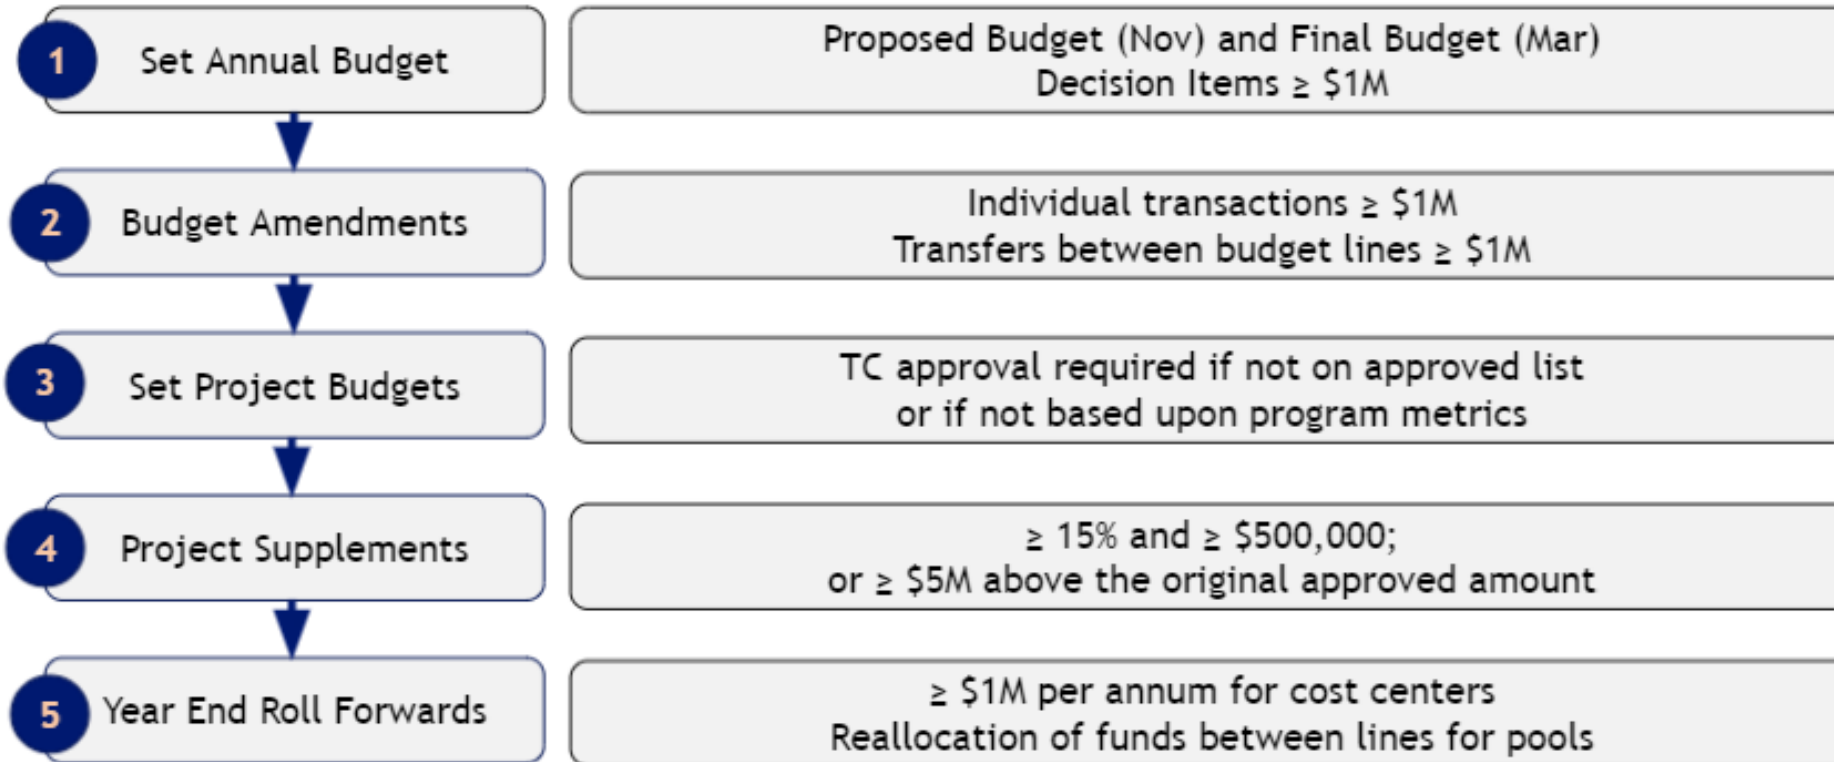 1
Set Annual Budget
Proposed Budget (Nov) and Final Budget (Mar)
Decision Items ≥ $1M
2
Budget Amendments
Individual transactions ≥ $1M
Transfers between budget lines ≥ $1M
3
Set Project Budgets
TC approval required if not on approved list
or if not based upon program metrics
4
Project Supplements
≥ 15% and ≥ $500,000;
or ≥ $5M above the original approved amount
5
Year End Roll Forwards
≥ $1M per annum for cost centers
Reallocation of funds between lines for pools